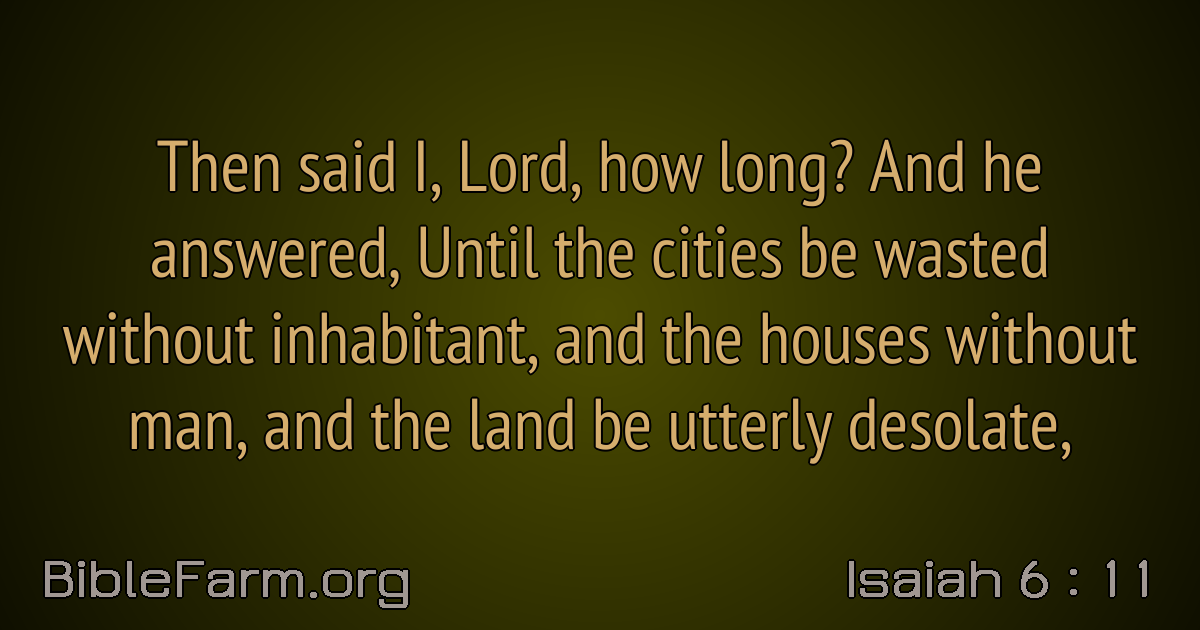 Then said I, Lord, how long? And he
answered, Until the cities be wasted
without inhabitant, and the houses without
man, and the land be utterly desolate,
BibleFarm.org
Isaiah 6 : 11